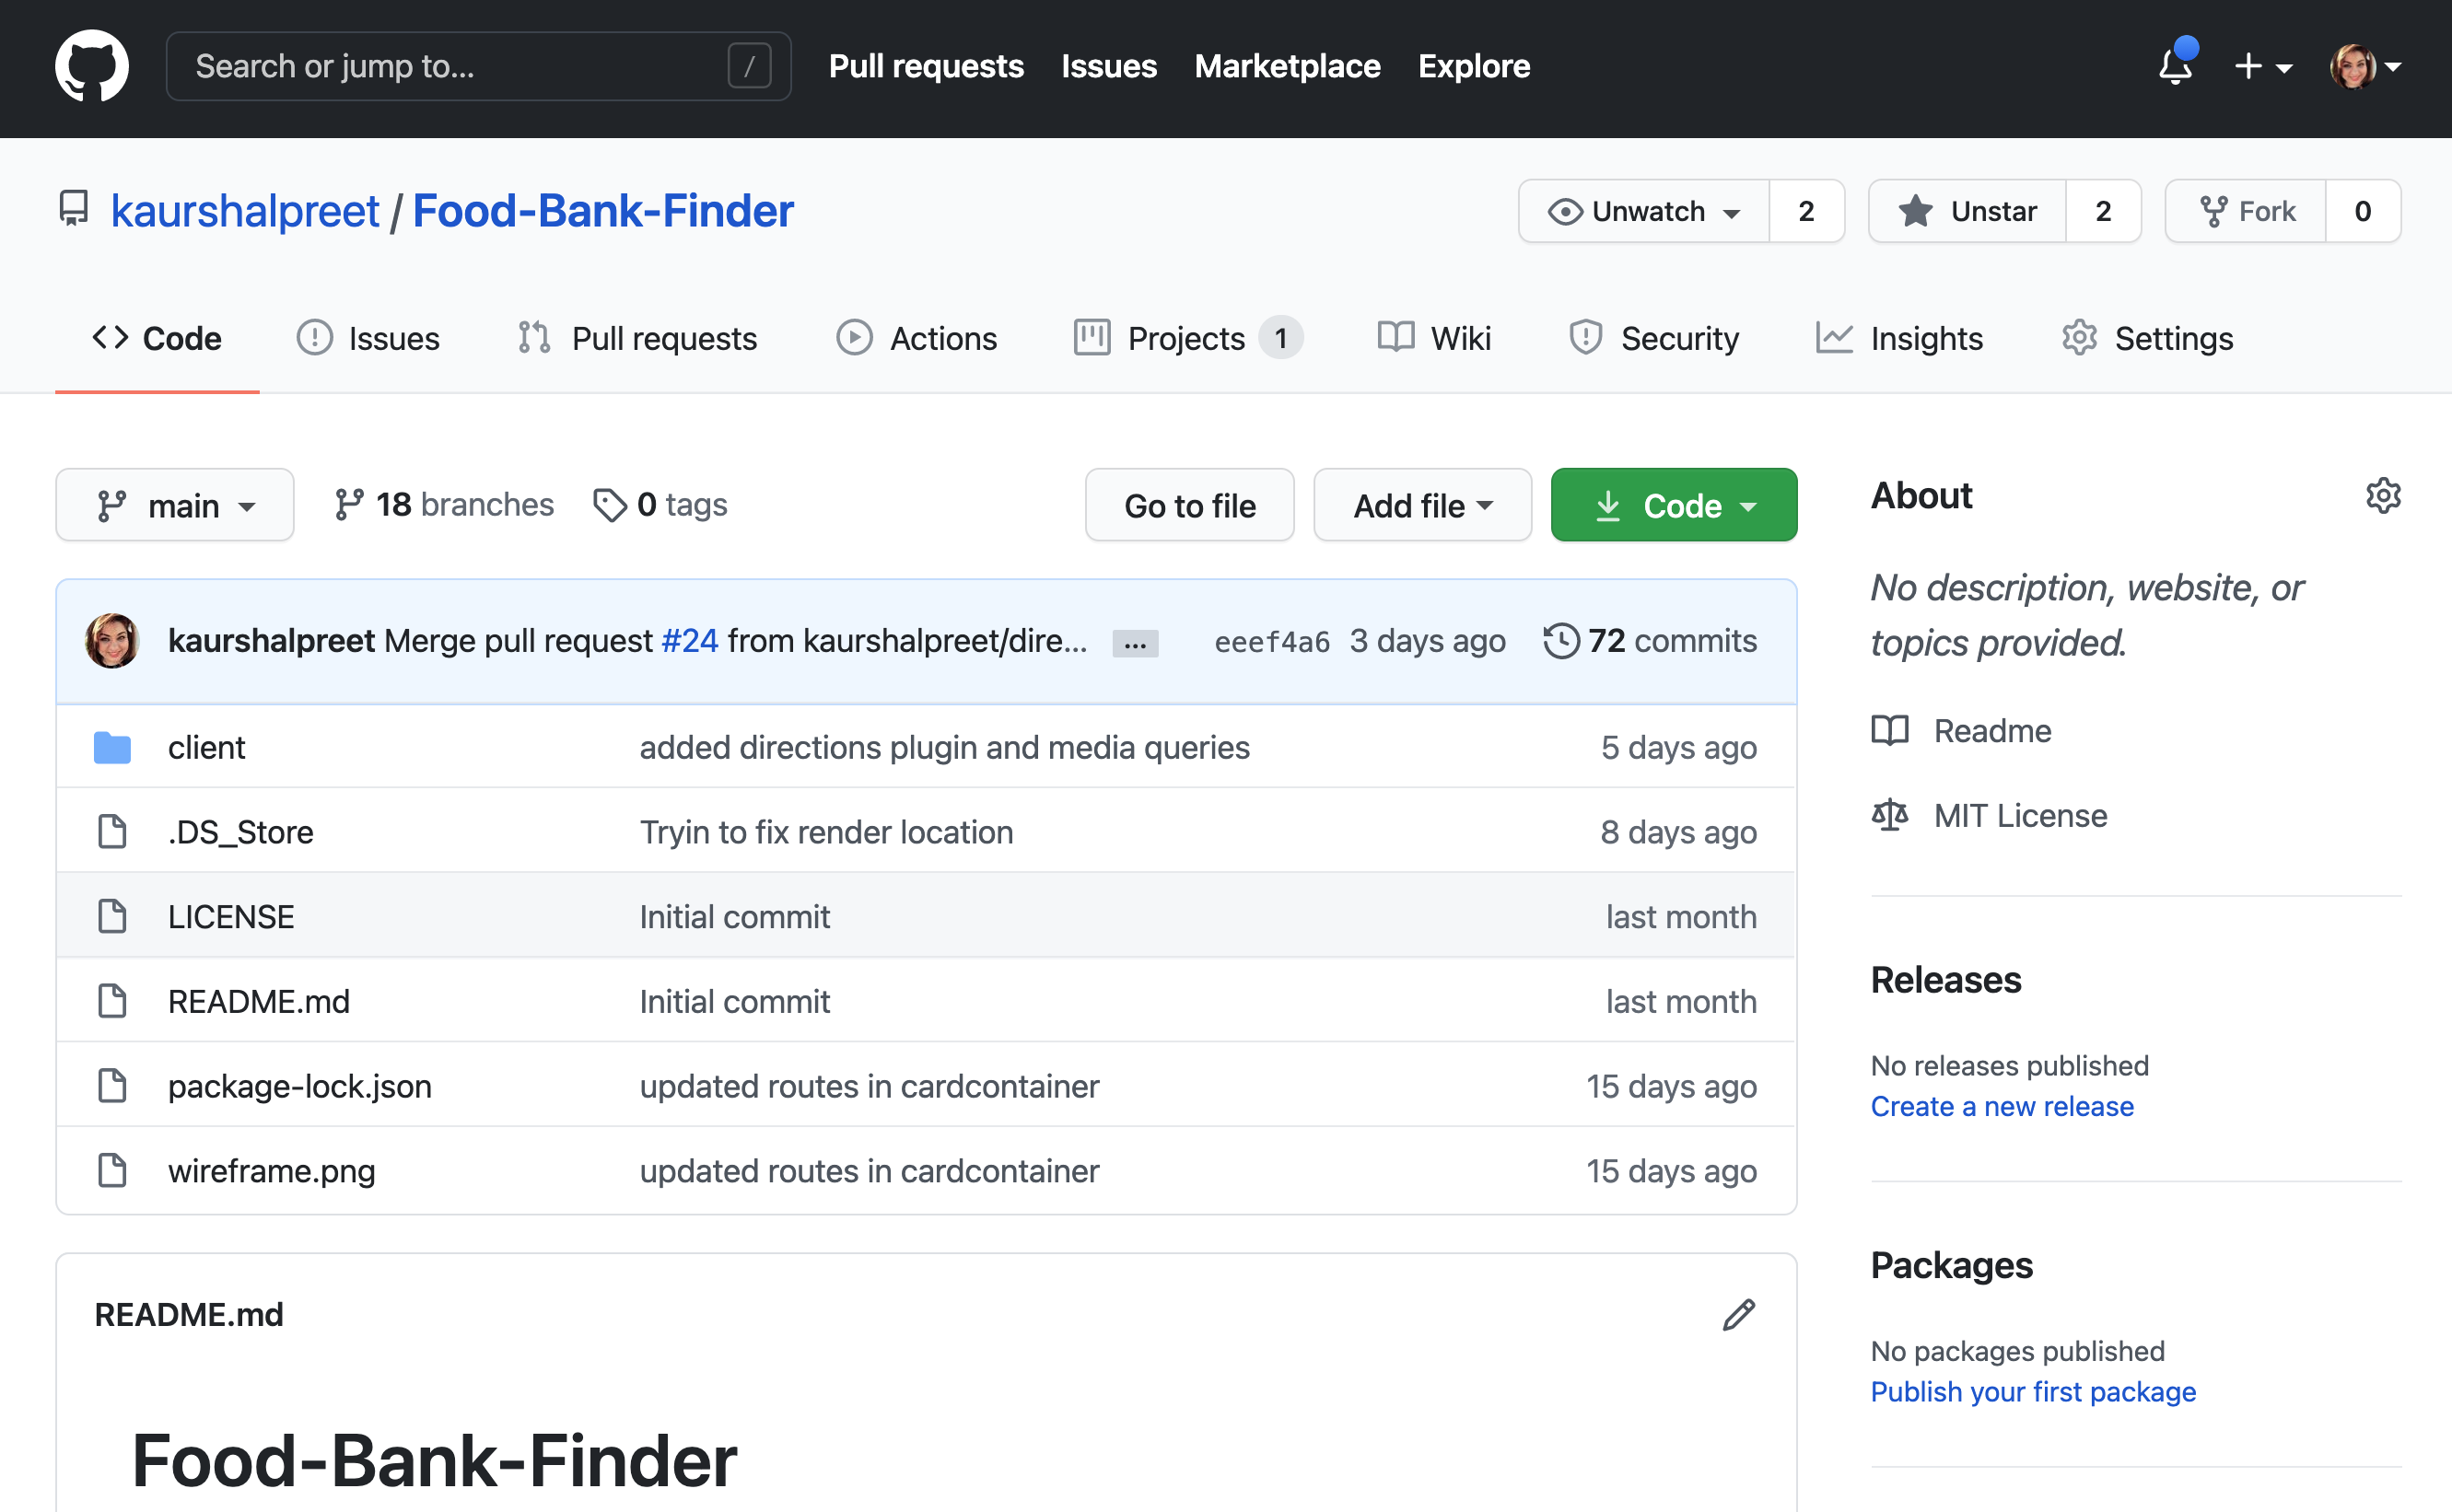 Search or jump to... / Pull requests Issues Marketplace Explore
kaurshalpreet / Food-Bank-Finder Unwatch 2 Unstar 2 Fork 0
Code Issues Pull requests Actions Projects 1 Wiki Security Insights Settings
main 18 branches 0 tags Go to file Add file Code
kaurshalpreet Merge pull request #24 from kaurshalpreet/dire... ... eeef4a6 3 days ago 72 commits
client added directions plugin and media queries 5 days ago
.DS_Store Tryin to fix render location 8 days ago
LICENSE Initial commit last month
README.md Initial commit last month
package-lock.json updated routes in cardcontainer 15 days ago
wireframe.png updated routes in cardcontainer 15 days ago
README.md
Food-Bank-Finder
About
No description, website, or
topics provided.
Readme
MIT License
Releases
No releases published
Create a new release
Packages
No packages published
Publish your first package